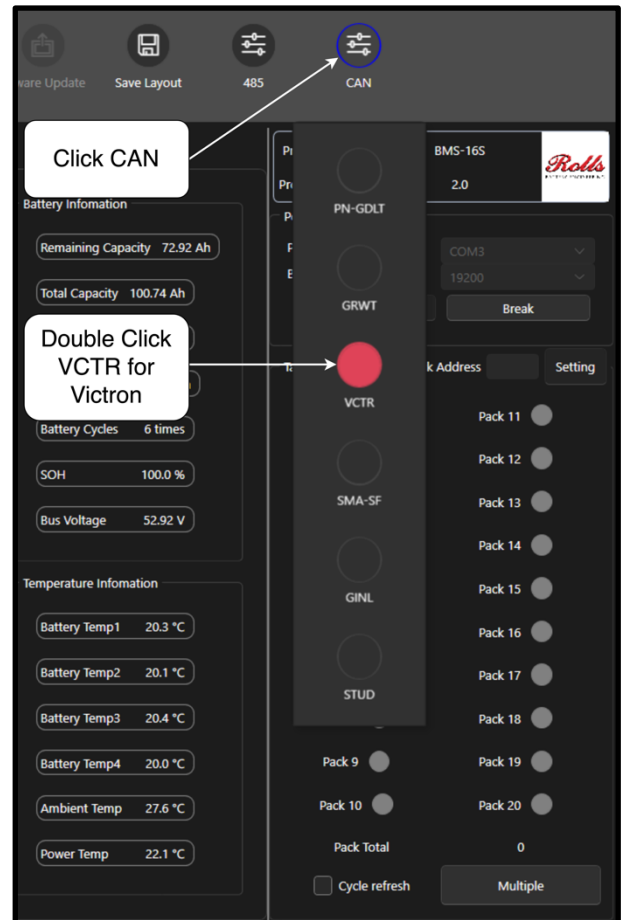 ware Update
Save Layout
485
CAN
Click CAN
Battery Infomation
Remaining Capacity 72.92 Ah
Total Capacity 100.74 Ah
Double Click
VCTR for
Victron
Battery Cycles 6 times
SOH 100.0 %
Bus Voltage 52.92 V
Temperature Infomation
Battery Temp1 20.3 °C
Battery Temp2 20.1 °C
Battery Temp3 20.4 °C
Battery Temp4 20.0 °C
Ambient Temp 27.6 °C
Power Temp 22.1 °C
PN-GDLT
GRWT
VCTR
SMA-SF
GINL
STUD
BMS-16S
2.0
Rolls
COM3
19200
Break
k Address
Setting
Pack 11
Pack 12
Pack 13
Pack 14
Pack 15
Pack 16
Pack 17
Pack 18
Pack 9
Pack 19
Pack 10
Pack 20
Pack Total 0
Cycle refresh
Multiple